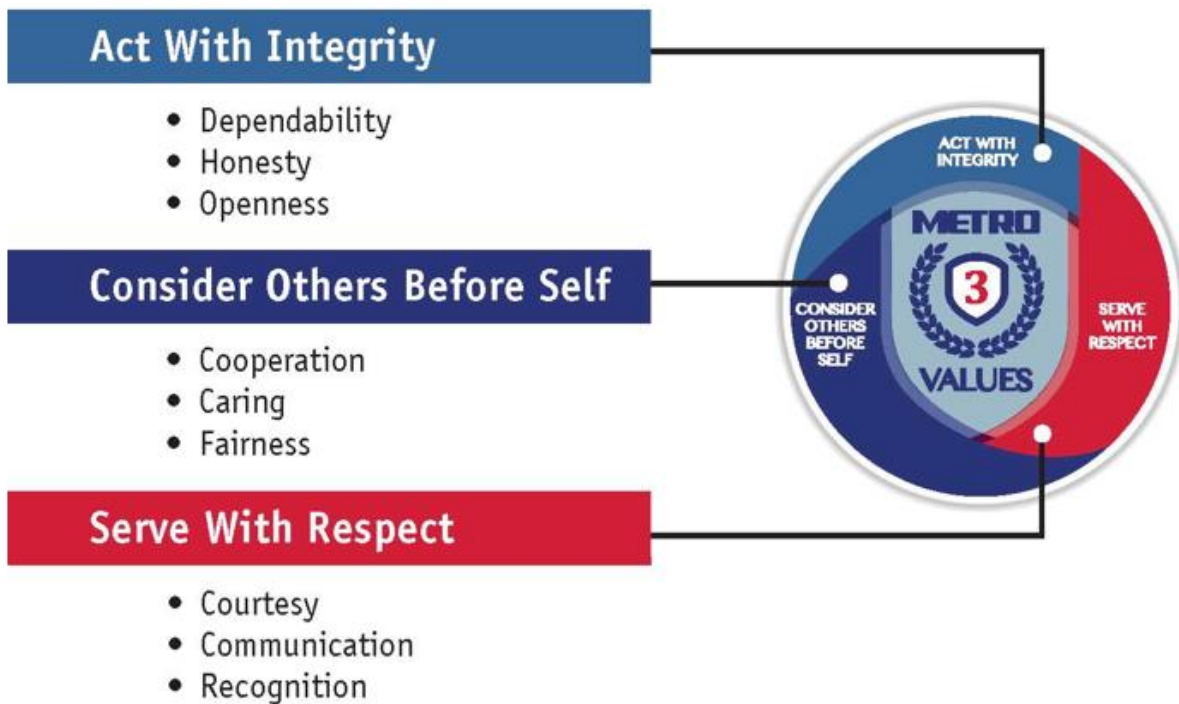 Act With Integrity
• Dependability
• Honesty
• Openness
Consider Others Before Self
• Cooperation
• Caring
• Fairness
Serve With Respect
• Courtesy
• Communication
• Recognition
ACT WITH
INTEGRITY
METRO
3
VALUES
CONSIDER
OTHERS
BEFORE
SELF
SERVE
WITH
RESPECT